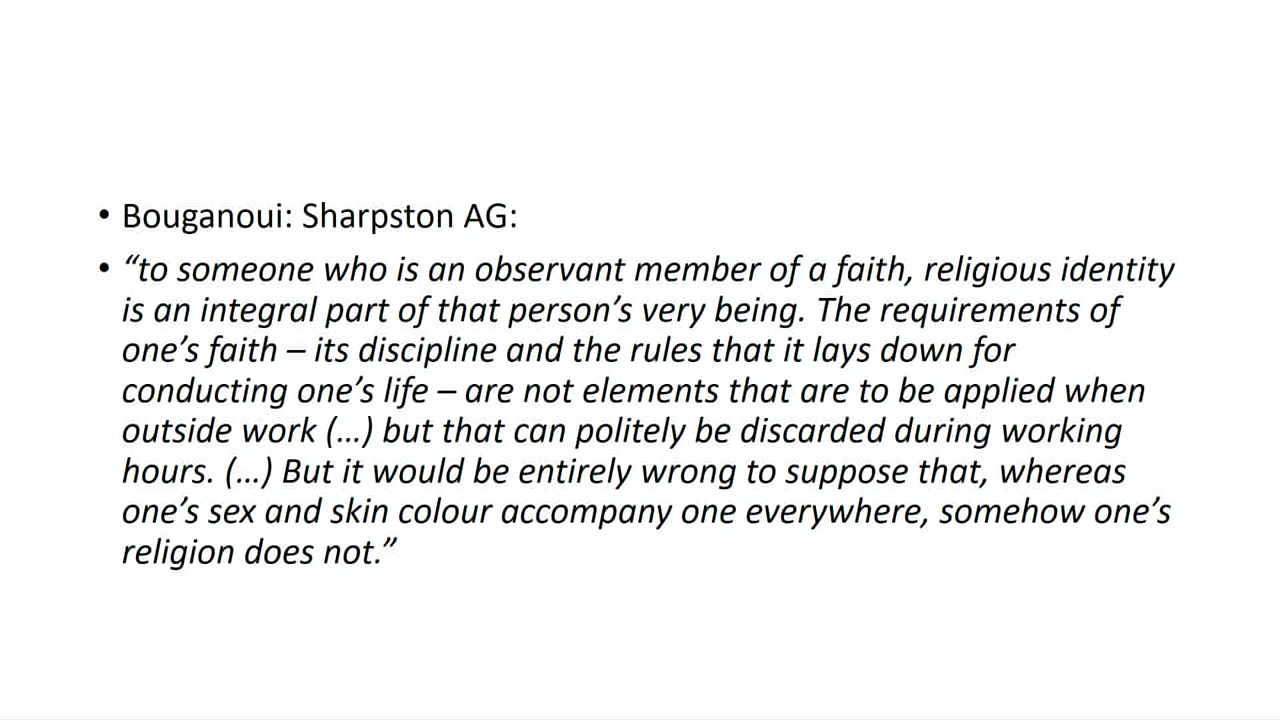 • Bouganoui: Sharpston AG:
• “to someone who is an observant member of a faith, religious identity
is an integral part of that person’s very being. The requirements of
one’s faith – its discipline and the rules that it lays down for
conducting one’s life – are not elements that are to be applied when
outside work (…) but that can politely be discarded during working
hours. (…) But it would be entirely wrong to suppose that, whereas
one’s sex and skin colour accompany one everywhere, somehow one’s
religion does not.”